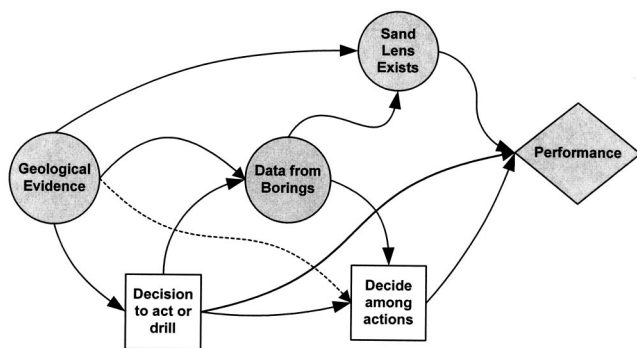 Sand
Lens
Exists
Geological
Evidence
Data from
Borings
Performance
Decision
to act or
drill
Decide
among
actions